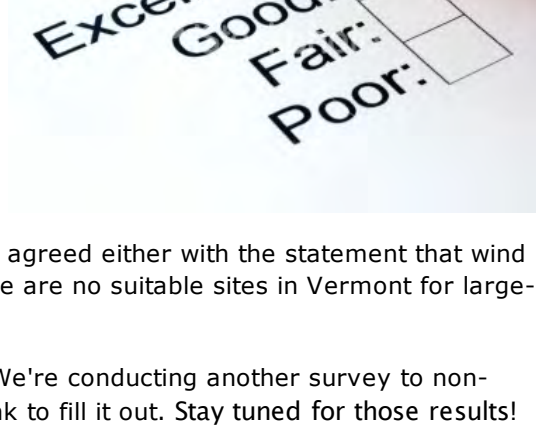 Good:
Fair:
Poor:
agreed either with the statement that wind
are no suitable sites in Vermont for large-
We're conducting another survey to non-
to fill it out. Stay tuned for those results!